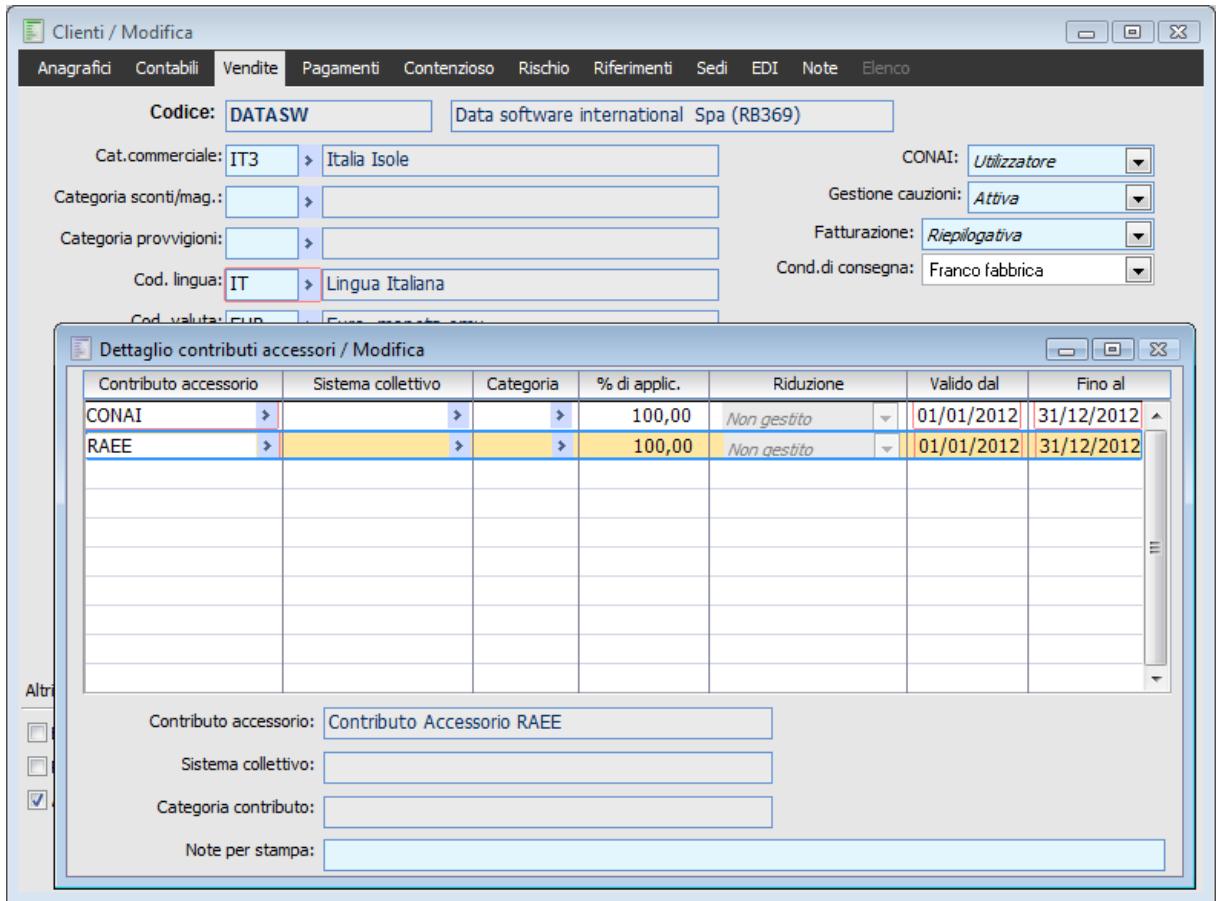 Clienti / Modifica
Anagrafici Contabili Vendite Pagamenti Contenzioso Rischio Riferimenti Sedi EDI Note Elenco
Codice: DATASW Data software international Spa (RB369)
Cat.commerciale: IT3 Italia Isole CONAI: Utilizzatore
Categoria sconti/mag.: Gestione cauzioni: Attiva
Categoria provvigioni: Fatturazione: Riepilogativa
Cod. lingua: IT Lingua Italiana Cond.di consegna: Franco fabbrica
Cod. valuta: EUR Euro
Dettaglio contributi accessori / Modifica
Contributo accessorio Sistema collettivo Categoria % di applic. Riduzione Valido dal Fino al
CONAI 100,00 Non gestito 01/01/2012 31/12/2012
RAEE 100,00 Non gestito 01/01/2012 31/12/2012
Altri
Contributo accessorio: Contributo Accessorio RAEE
Sistema collettivo:
Categoria contributo:
Note per stampa: